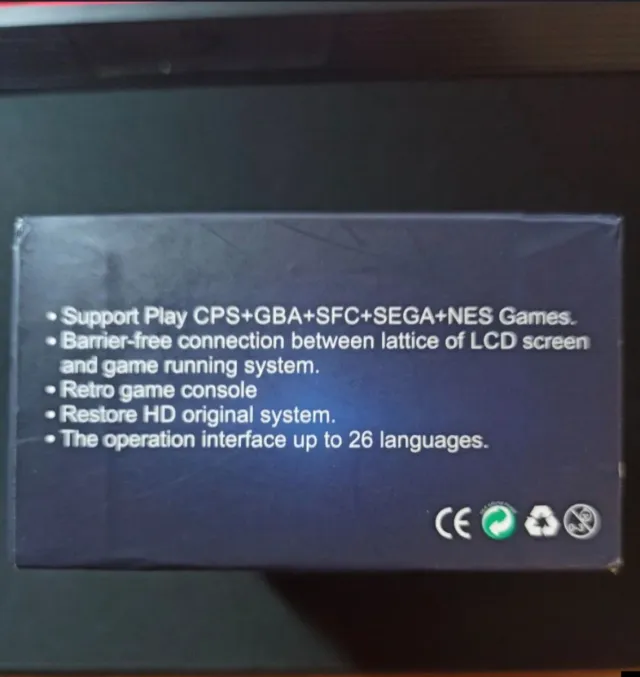 • Support Play CPS+GBA+SFC+SEGA+NES Games.
• Barrier-free connection between lattice of LCD screen
and game running system.
• Retro game console
• Restore HD original system.
• The operation interface up to 26 languages.
CE